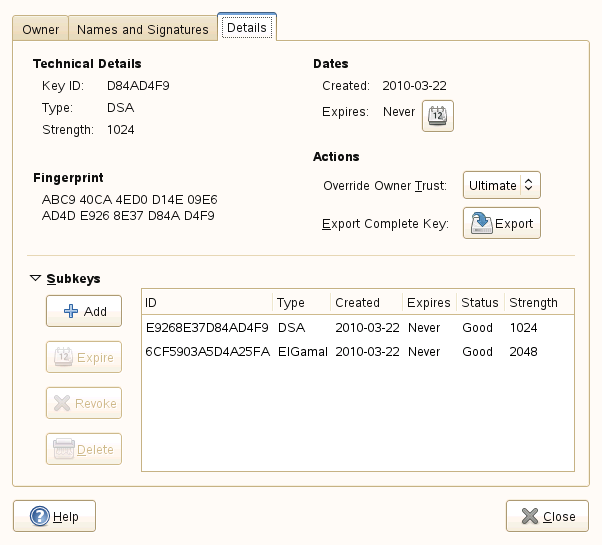 Owner Names and Signatures Details
Technical Details
Key ID: D84AD4F9
Type: DSA
Strength: 1024
Fingerprint
ABC9 40CA 4ED0 D14E 09E6
AD4D E926 8E37 D84A D4F9
Dates
Created: 2010-03-22
Expires: Never 12
Actions
Override Owner Trust: Ultimate
Export Complete Key: Export
Subkeys
Add
12 Expire
Revoke
Delete
ID Type Created Expires Status Strength
E9268E37D84AD4F9 DSA 2010-03-22 Never Good 1024
6CF5903A5D4A25FA ElGamal 2010-03-22 Never Good 2048
? Help
Close